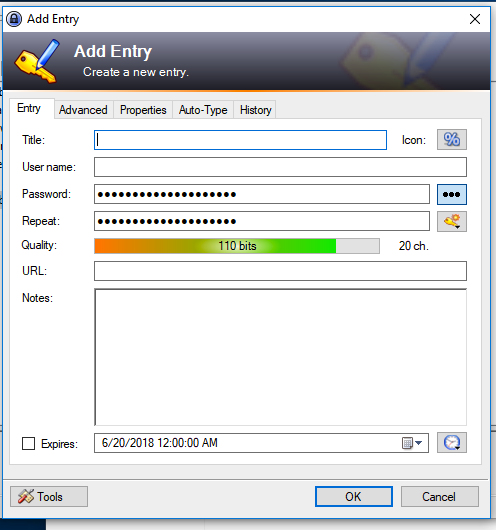 Add Entry
Add Entry
Create a new entry.
Entry Advanced Properties Auto-Type History
Title: Icon:
User name:
Password: ●●●●●●●●●●●●●●●●●●●● ●●●
Repeat: ●●●●●●●●●●●●●●●●●●●●
Quality: 110 bits 20 ch.
URL:
Notes:
Expires: 6/20/2018 12:00:00 AM
Tools OK Cancel